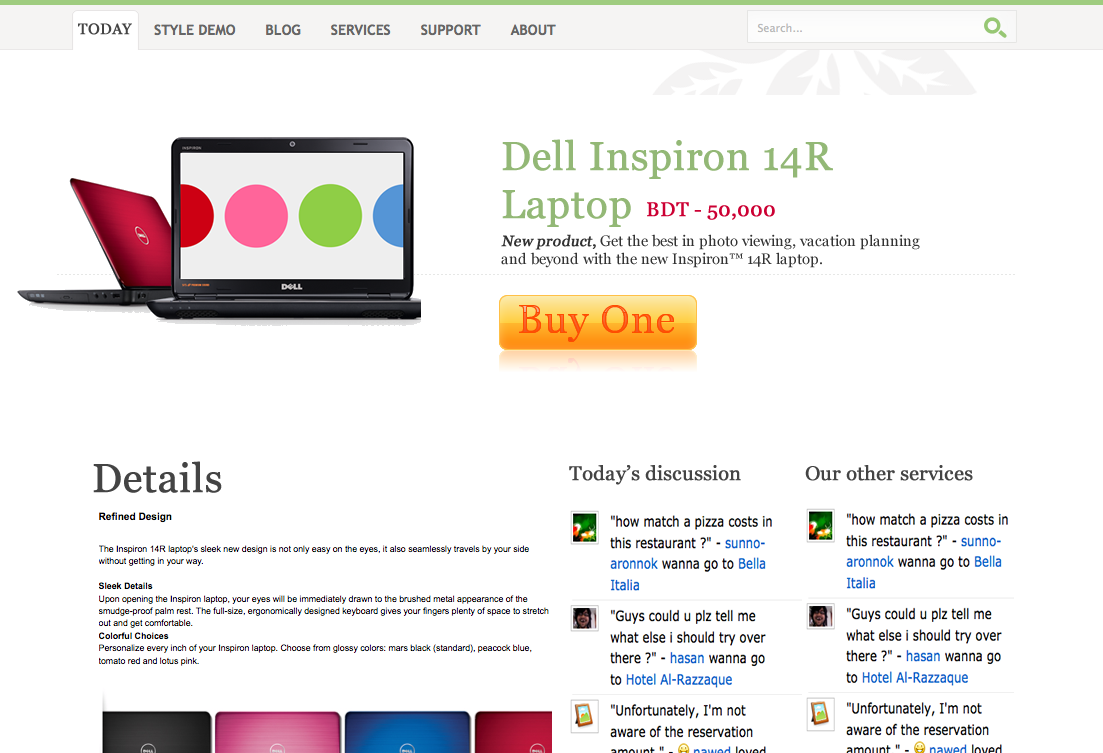 TODAY
STYLE DEMO
BLOG
SERVICES
SUPPORT
ABOUT
Search...
INSPIRON
DELL
Dell Inspiron 14R
Laptop BDT - 50,000
New product, Get the best in photo viewing, vacation planning
and beyond with the new Inspiron™ 14R laptop.
Buy One
Details
Refined Design
The Inspiron 14R laptop's sleek new design is not only easy on the eyes, it also seamlessly travels by your side
without getting in your way.
Sleek Details
Upon opening the Inspiron laptop, your eyes will be immediately drawn to the brushed metal appearance of the
smudge-proof palm rest. The full-size, ergonomically designed keyboard gives your fingers plenty of space to stretch
out and get comfortable.
Colorful Choices
Personalize every inch of your Inspiron laptop. Choose from glossy colors: mars black (standard), peacock blue,
tomato red and lotus pink.
Today's discussion
"how match a pizza costs in
this restaurant ?" - sunno-
aronnok wanna go to Bella
Italia
"Guys could u plz tell me
what else i should try over
there ?" - hasan wanna go
to Hotel Al-Razzaque
"Unfortunately, I'm not
aware of the reservation
amount." - nawed loved
Our other services
"how match a pizza costs in
this restaurant ?" - sunno-
aronnok wanna go to Bella
Italia
"Guys could u plz tell me
what else i should try over
there ?" - hasan wanna go
to Hotel Al-Razzaque
"Unfortunately, I'm not
aware of the reservation
amount." - nawed loved